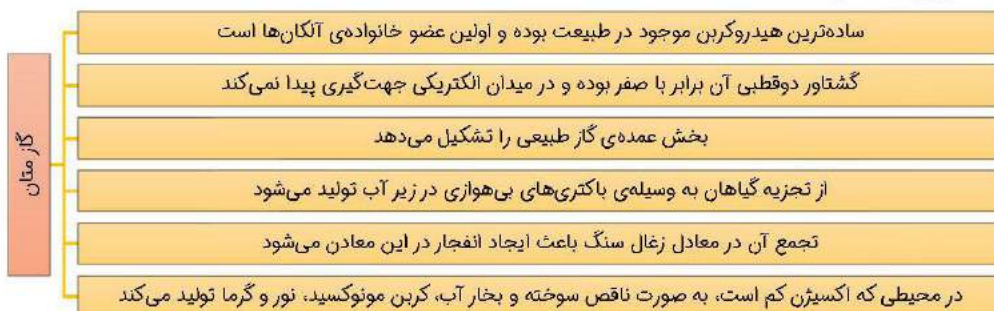 گاز متان
ساده‌ترین هیدروکربن موجود در طبیعت بوده و اولین عضو خانواده‌ی آلکان‌ها است
گشتاور دوقطبی آن برابر با صفر بوده و در میدان الکتریکی جهت‌گیری پیدا نمی‌کند
بخش عمده‌ی گاز طبیعی را تشکیل می‌دهد
از تجزیه گیاهان به وسیله‌ی باکتری‌های بی‌هوازی در زیر آب تولید می‌شود
تجمع آن در معادل زغال سنگ باعث ایجاد انفجار در این معادن می‌شود
در محیطی که اکسیژن کم است، به صورت ناقص سوخته و بخار آب، کربن مونوکسید، نور و گرما تولید می‌کند